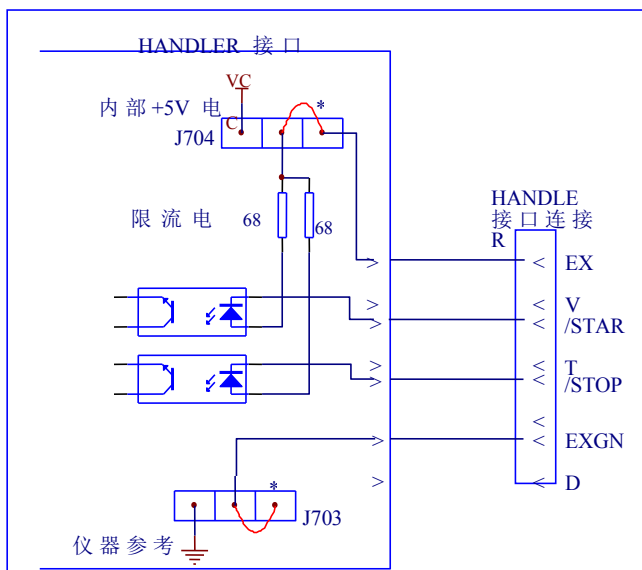 HANDLER 接口
VC
C
内部+5V 电
*
J704
限流电
68
68
HANDLE
接口连接
R
EX
V
/STAR
T
/STOP
EXGN
D
*
J703
仪器参考